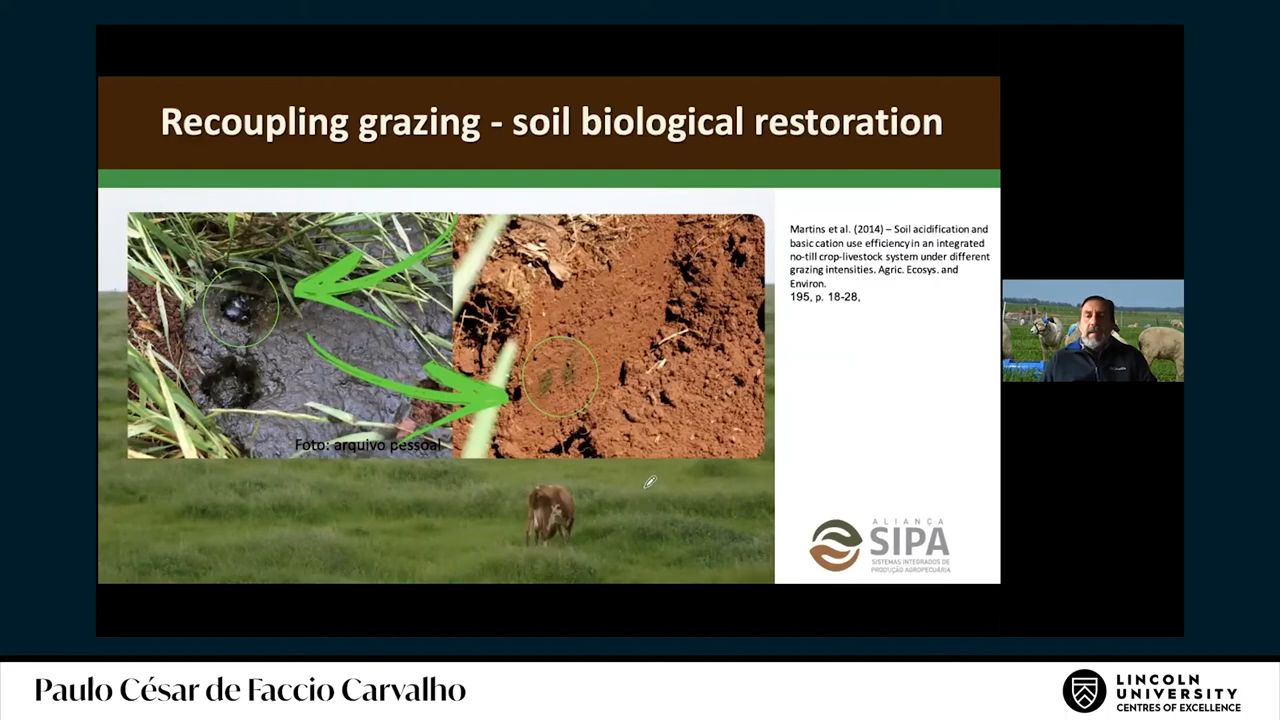 Recoupling grazing - soil biological restoration
Martins et al. (2014) – Soil acidification and
basic cation use efficiency in an integrated
no-till crop-livestock system under different
grazing intensities. Agric. Ecosys. and
Environ.
195, p. 18-28,
Foto: arquivo pessoal
ALIANÇA
SIPA
SISTEMAS INTEGRADOS DE
PRODUÇÃO AGROPECUÁRIA
Paulo César de Faccio Carvalho
LINCOLN
UNIVERSITY
CENTRES OF EXCELLENCE